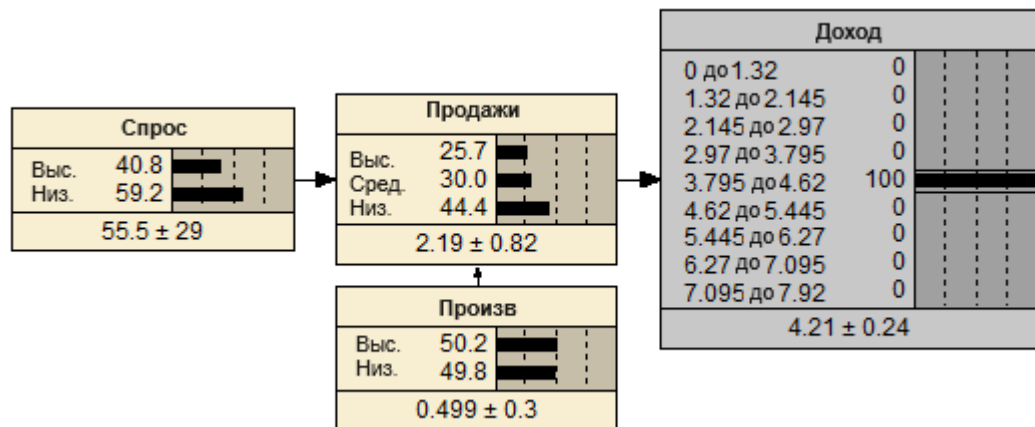 Спрос
Выс. 40.8
Низ. 59.2
55.5 ± 29
Продажи
Выс. 25.7
Сред. 30.0
Низ. 44.4
2.19 ± 0.82
Произв
Выс. 50.2
Низ. 49.8
0.499 ± 0.3
Доход
0 до 1.32 0
1.32 до 2.145 0
2.145 до 2.97 0
2.97 до 3.795 0
3.795 до 4.62 100
4.62 до 5.445 0
5.445 до 6.27 0
6.27 до 7.095 0
7.095 до 7.92 0
4.21 ± 0.24